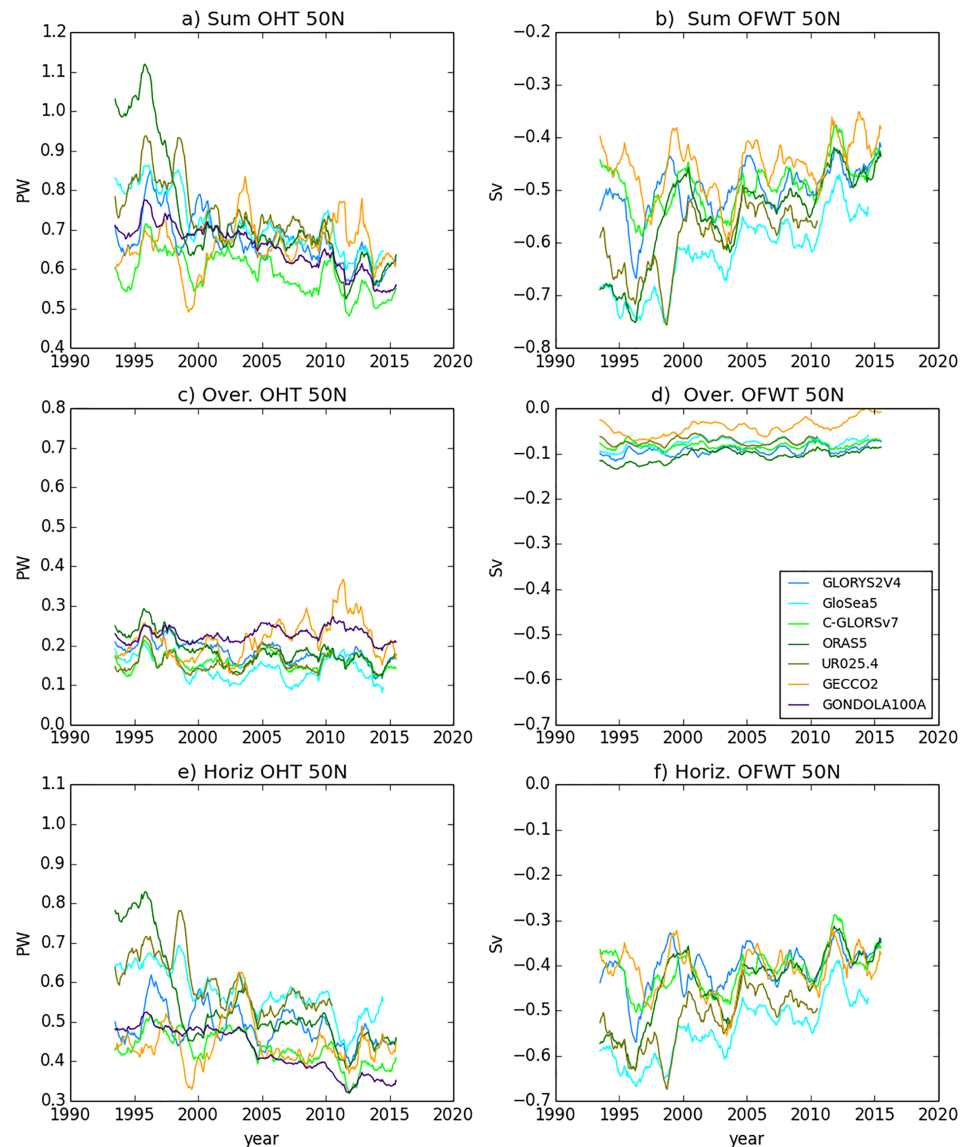 a) Sum OHT 50N
1.2
1.1
1.0
0.9
0.8
0.7
0.6
0.5
0.4
PW
1990 1995 2000 2005 2010 2015 2020
b) Sum OFWT 50N
−0.2
−0.3
−0.4
−0.5
−0.6
−0.7
−0.8
Sv
1990 1995 2000 2005 2010 2015 2020
c) Over. OHT 50N
0.8
0.7
0.6
0.5
0.4
0.3
0.2
0.1
0.0
PW
1990 1995 2000 2005 2010 2015 2020
d) Over. OFWT 50N
0.0
−0.1
−0.2
−0.3
−0.4
−0.5
−0.6
−0.7
Sv
GLORYS2V4
GloSea5
C-GLORSv7
ORAS5
UR025.4
GECCO2
GONDOLA100A
1990 1995 2000 2005 2010 2015 2020
e) Horiz OHT 50N
1.1
1.0
0.9
0.8
0.7
0.6
0.5
0.4
0.3
PW
1990 1995 2000 2005 2010 2015 2020
year
f) Horiz. OFWT 50N
0.0
−0.1
−0.2
−0.3
−0.4
−0.5
−0.6
−0.7
Sv
1990 1995 2000 2005 2010 2015 2020
year